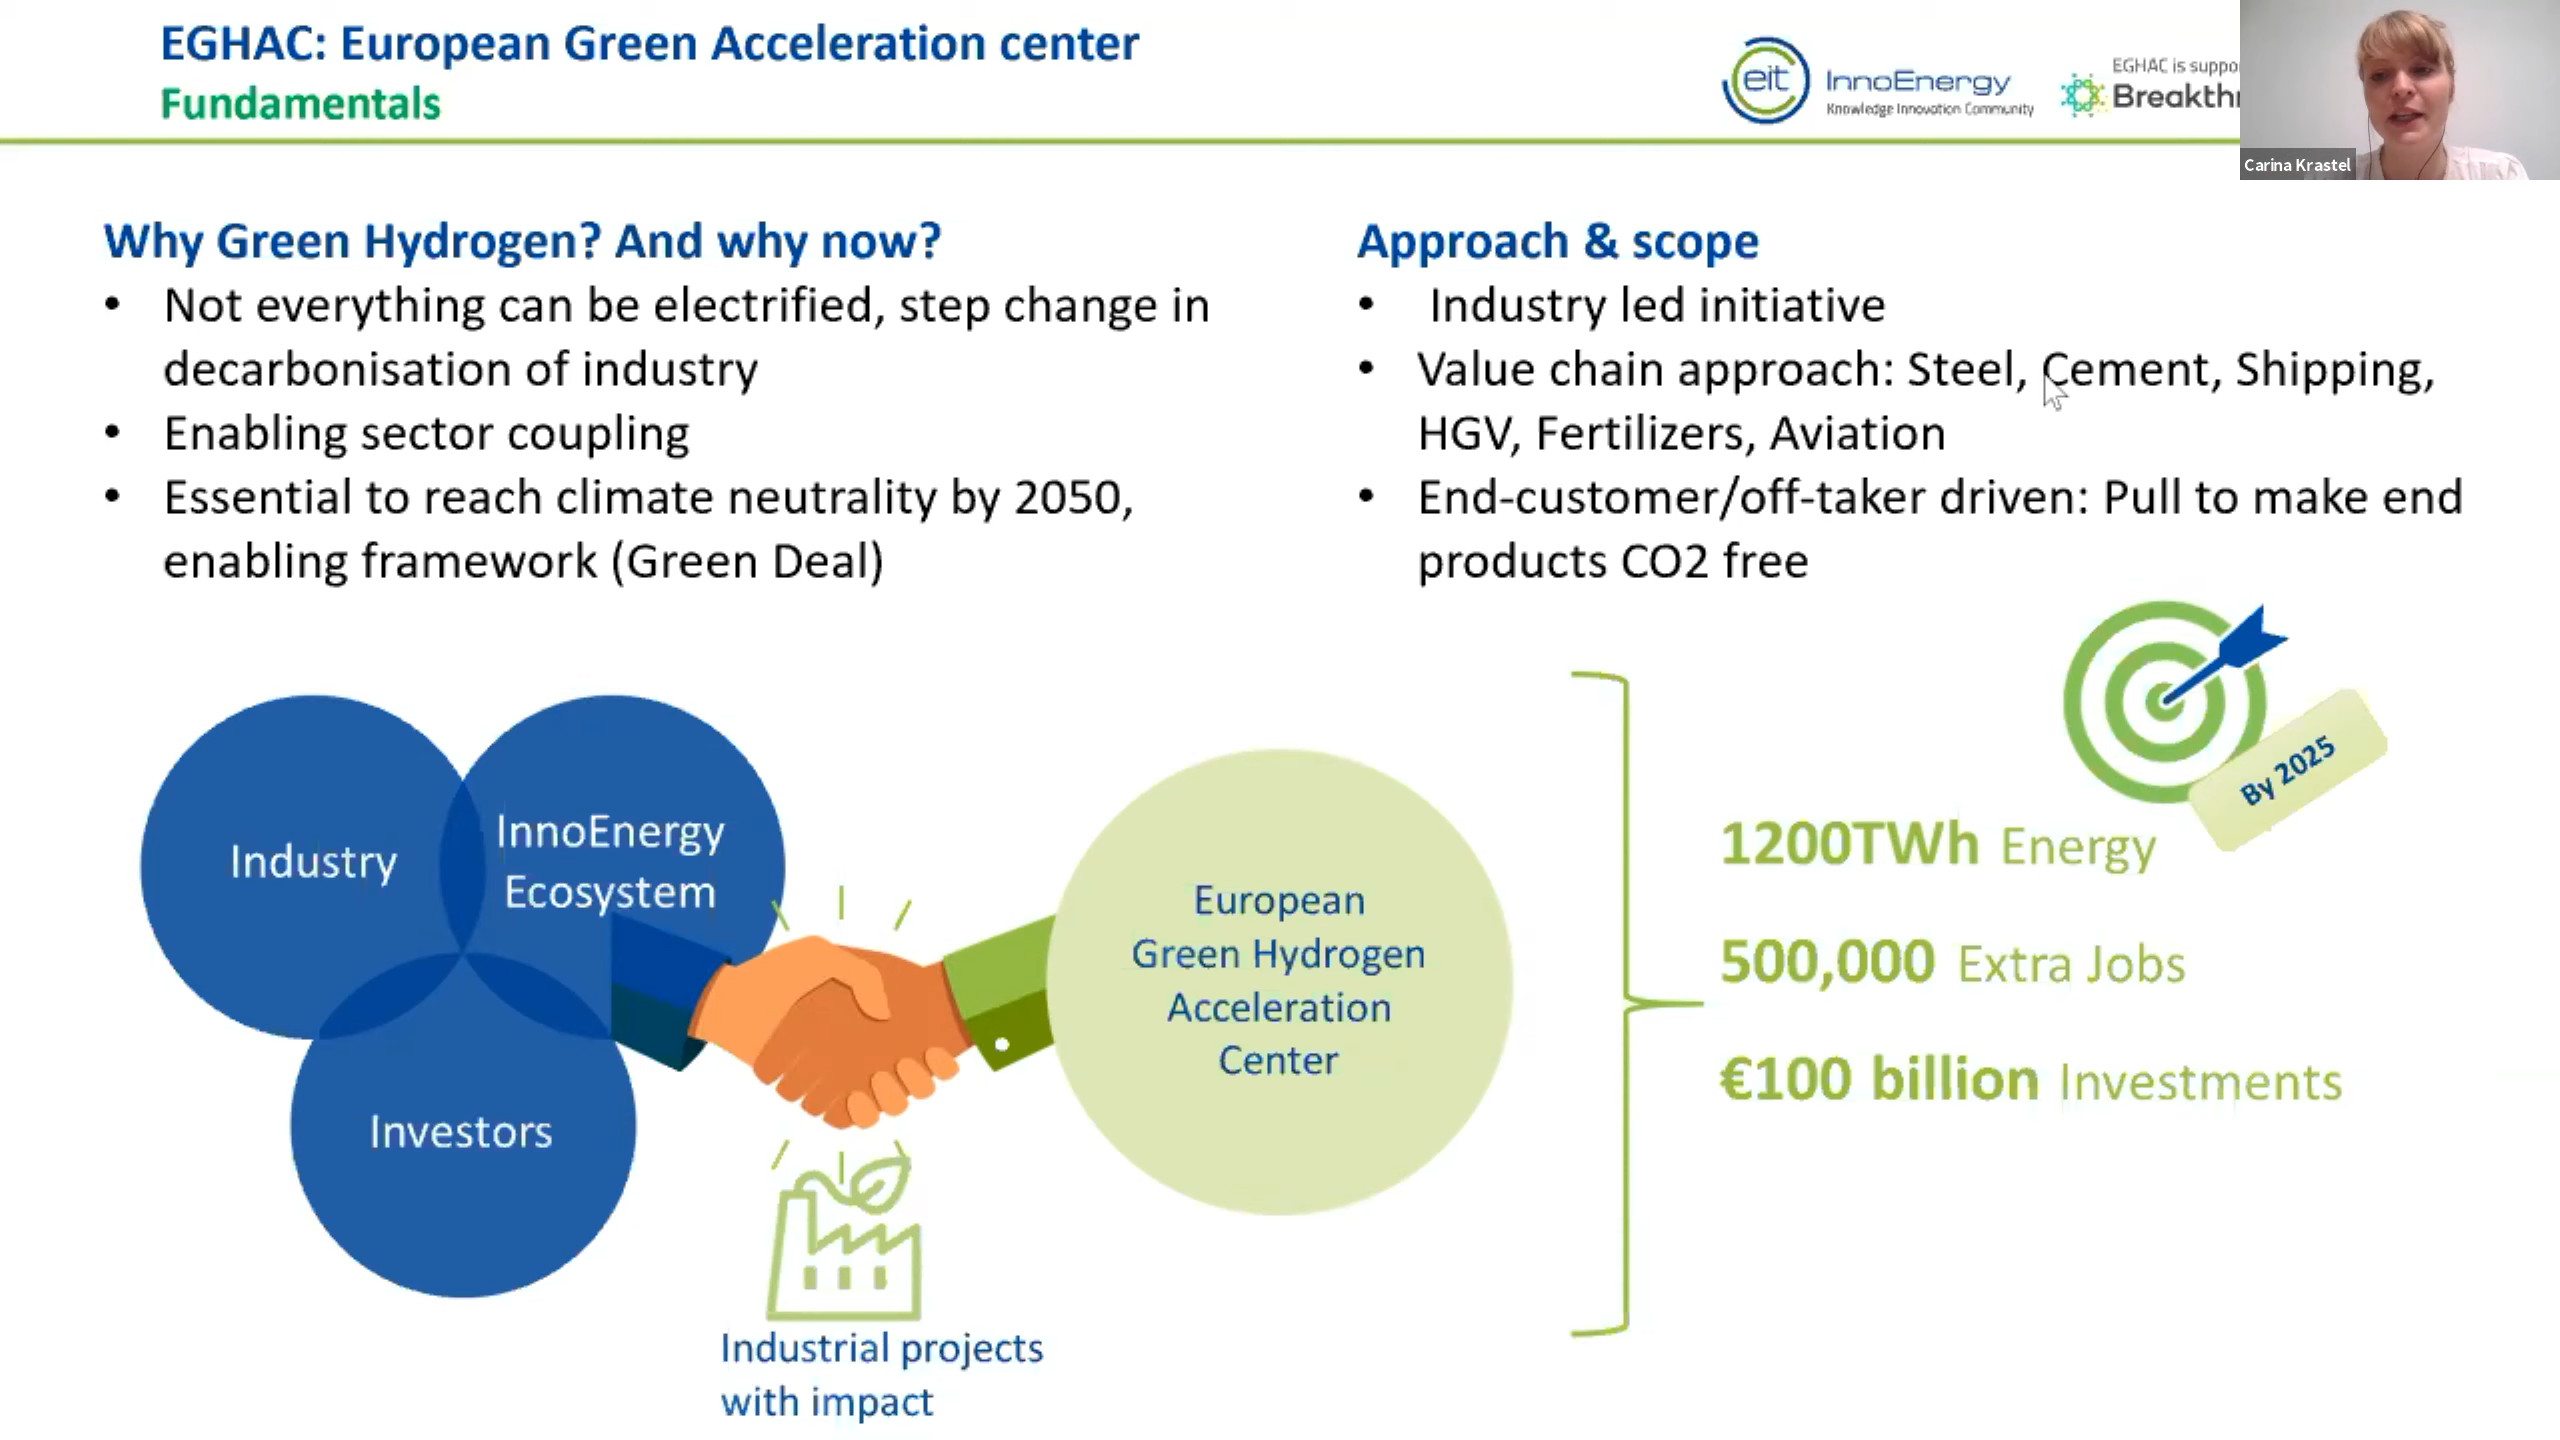 EGHAC: European Green Acceleration center
Fundamentals
eit InnoEnergy
Knowledge Innovation Community
EGHAC is
Carina Krastel
Why Green Hydrogen? And why now?
• Not everything can be electrified, step change in
decarbonisation of industry
• Enabling sector coupling
• Essential to reach climate neutrality by 2050,
enabling framework (Green Deal)
Approach & scope
• Industry led initiative
• Value chain approach: Steel, Cement, Shipping,
HGV, Fertilizers, Aviation
• End-customer/off-taker driven: Pull to make end
products CO2 free
Industry
InnoEnergy
Ecosystem
Investors
Industrial projects
with impact
European
Green Hydrogen
Acceleration
Center
By 2025
1200TWh Energy
500,000 Extra Jobs
€100 billion Investments